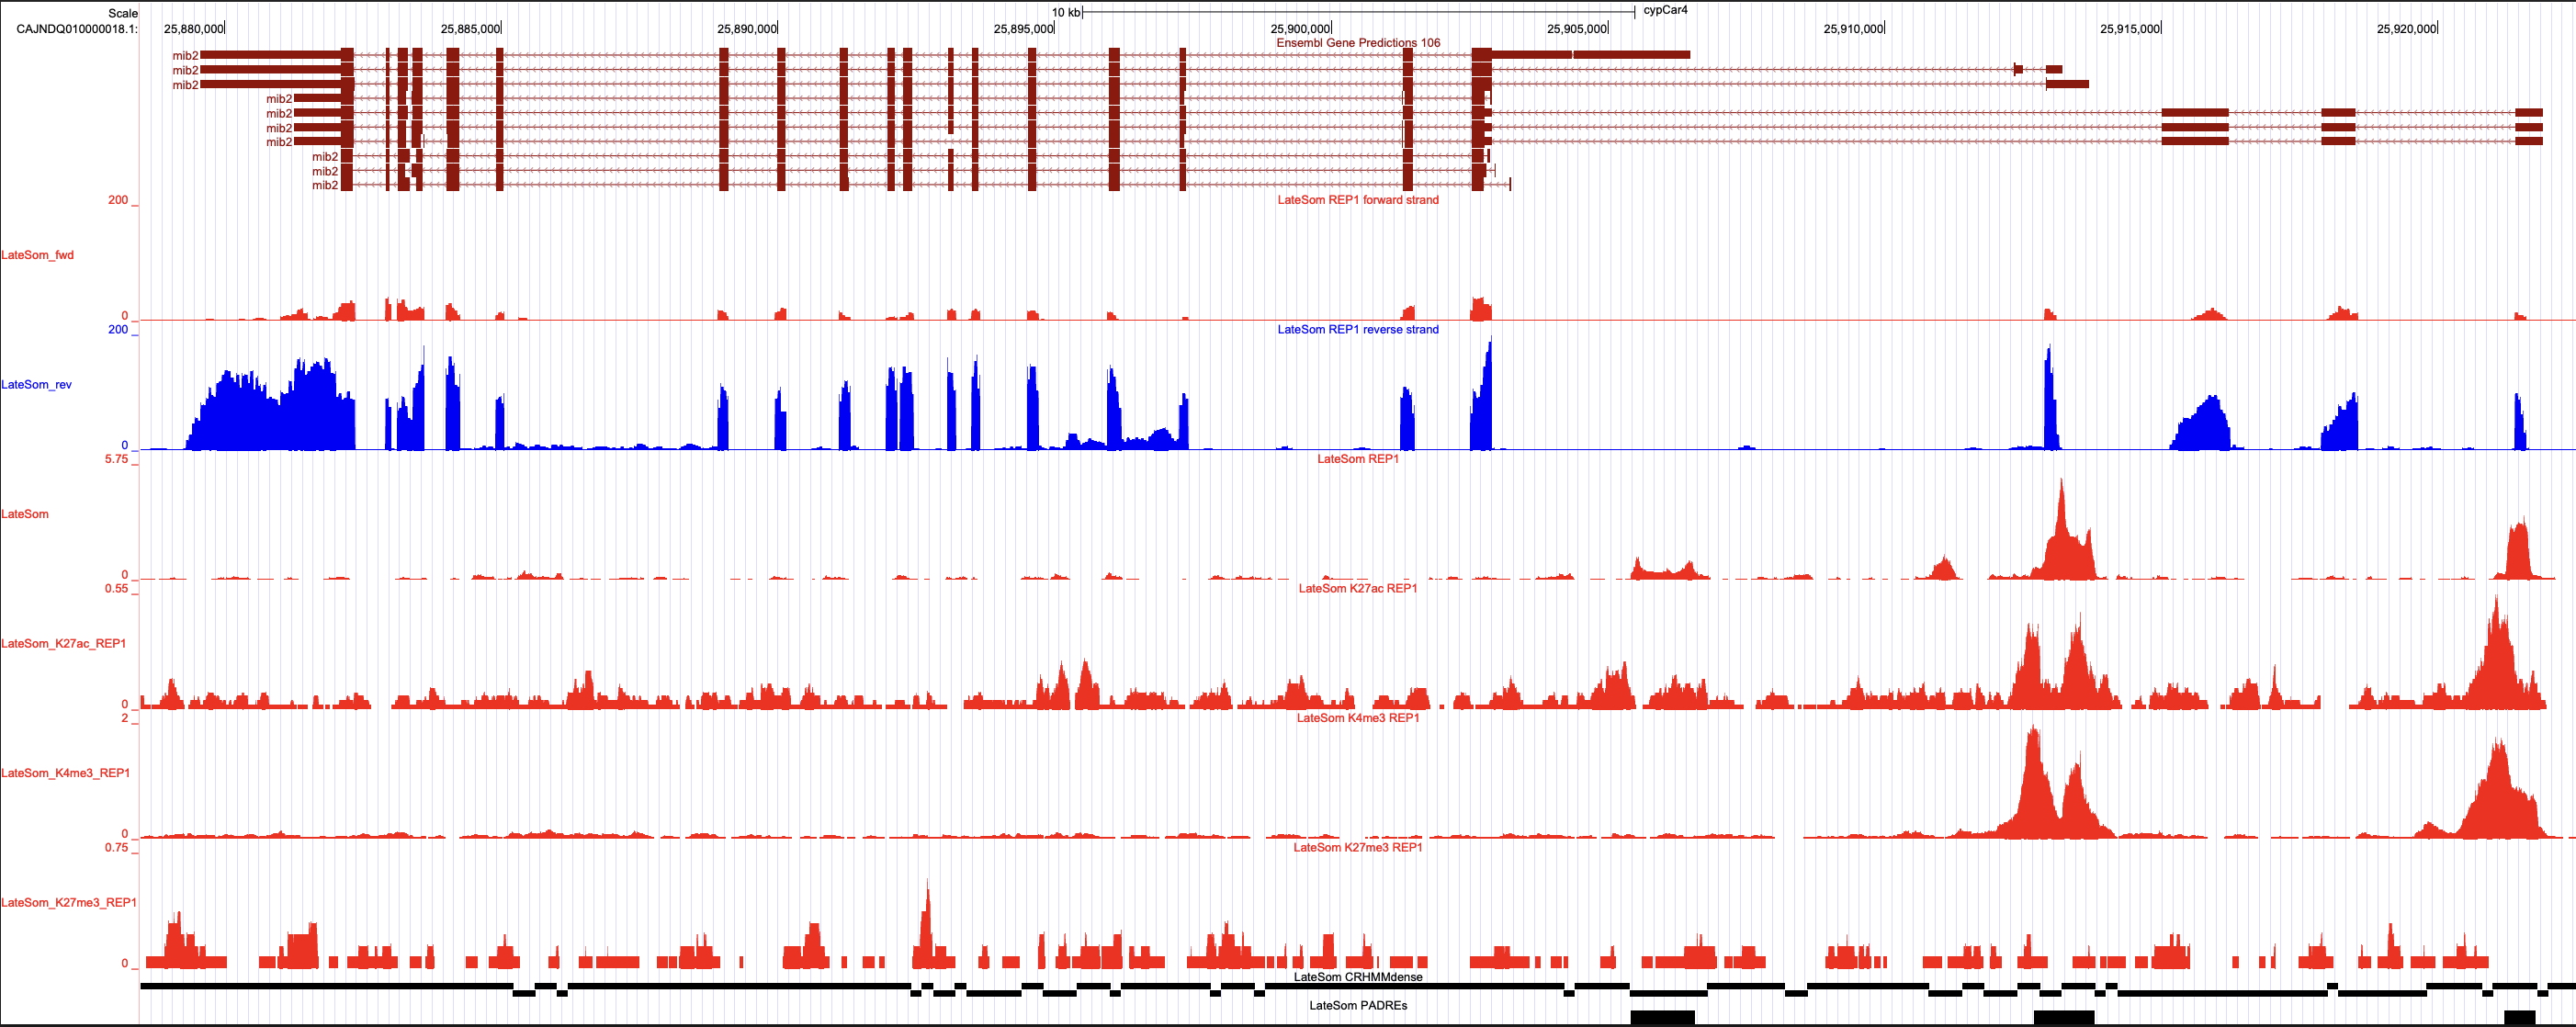 Scale 10 kb cypCar4
CAJNDQ010000018.1: 25,880,000 25,885,000 25,890,000 25,895,000 25,900,000 25,905,000 25,910,000 25,915,000 25,920,000
Ensembl Gene Predictions 106
mib2
mib2
mib2
mib2
mib2
mib2
mib2
mib2
mib2
mib2
200 LateSom REP1 forward strand
LateSom_fwd
0
200 LateSom REP1 reverse strand
LateSom_rev
0
5.75 LateSom REP1
LateSom
0
0.55 LateSom K27ac REP1
LateSom_K27ac_REP1
0
2 LateSom K4me3 REP1
LateSom_K4me3_REP1
0
0.75 LateSom K27me3 REP1
LateSom_K27me3_REP1
0
LateSom CRHMMdense
LateSom PADREs